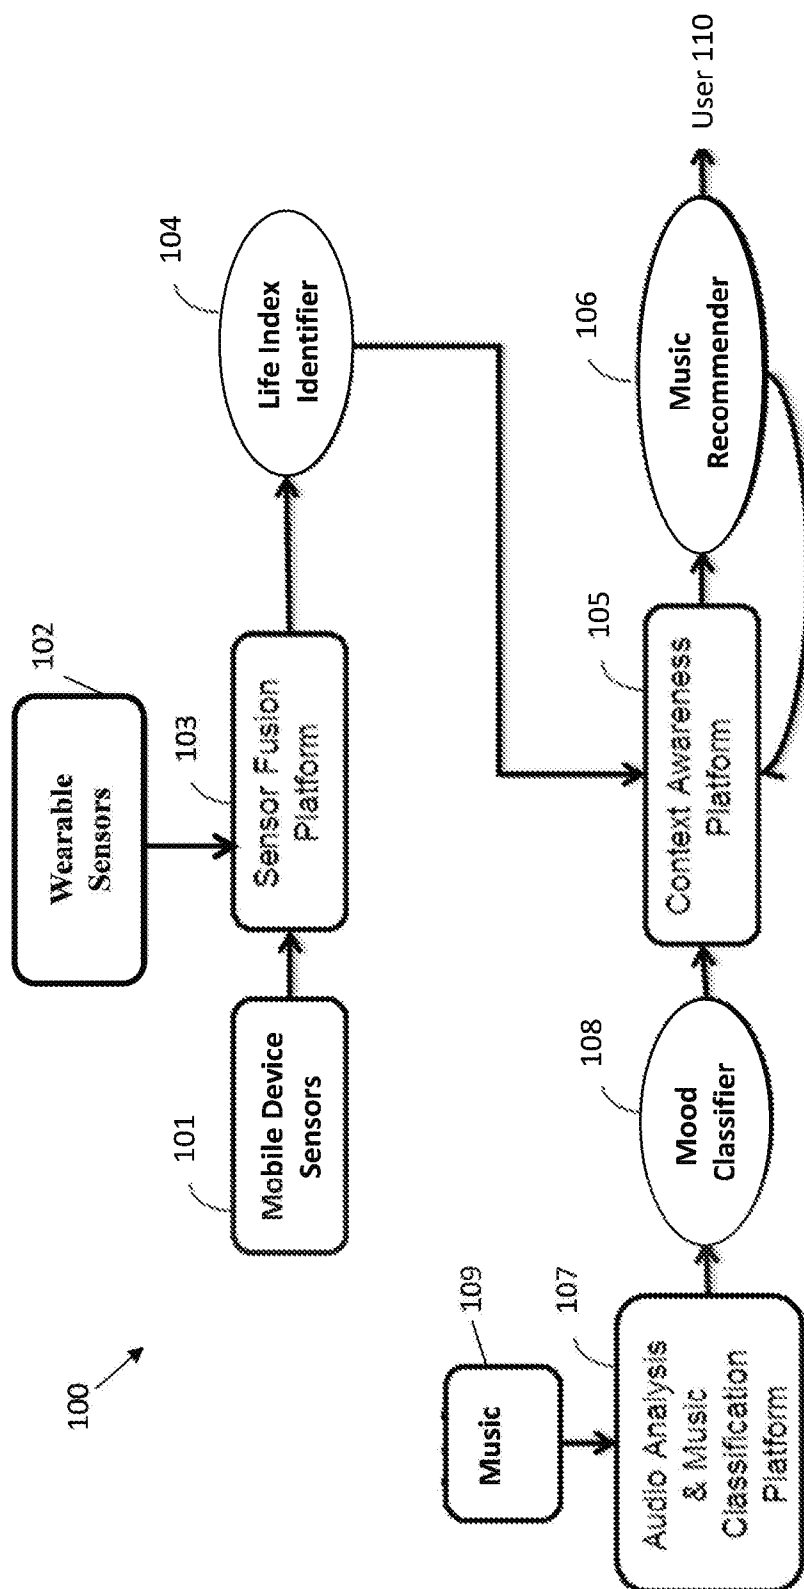 100
102
Wearable
Sensors
101
Mobile Device
Sensors
103
Sensor Fusion
Platform
104
Life Index
Identifier
109
Music
107
Audio Analysis
& Music
Classification
Platform
108
Mood
Classifier
105
Context Awareness
Platform
106
Music
Recommender
User 110